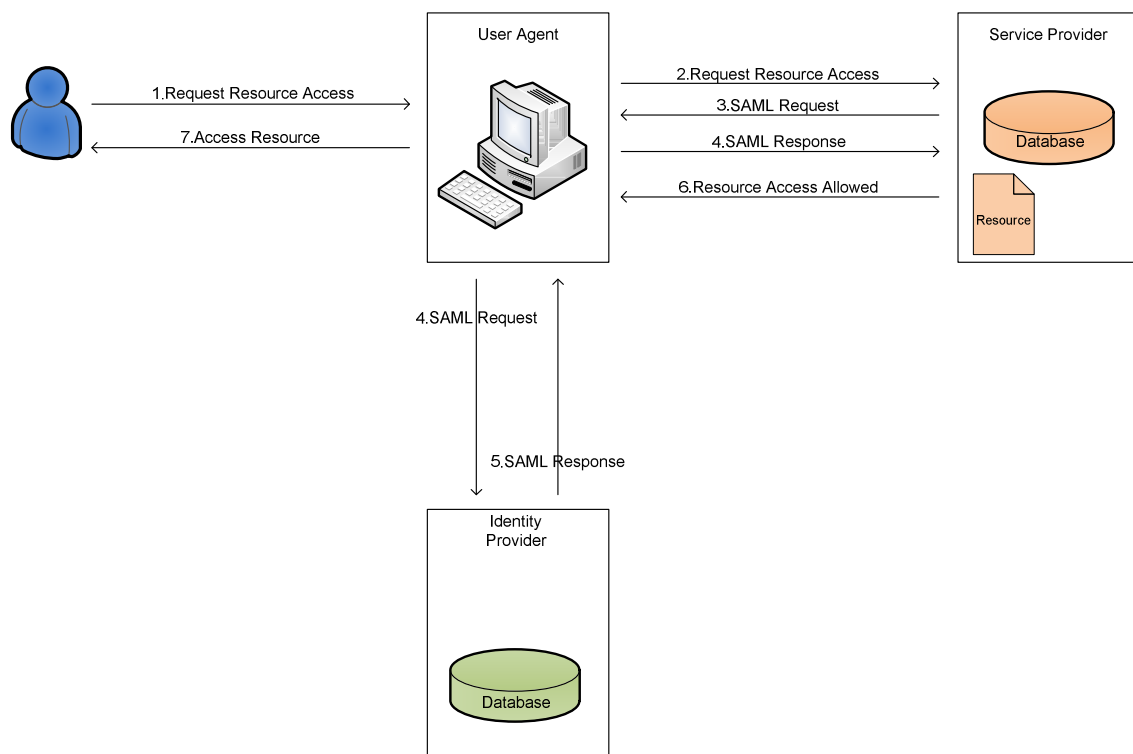 User Agent
Service Provider
1.Request Resource Access
2.Request Resource Access
3.SAML Request
7.Access Resource
4.SAML Response
Database
6.Resource Access Allowed
Resource
4.SAML Request
5.SAML Response
Identity
Provider
Database